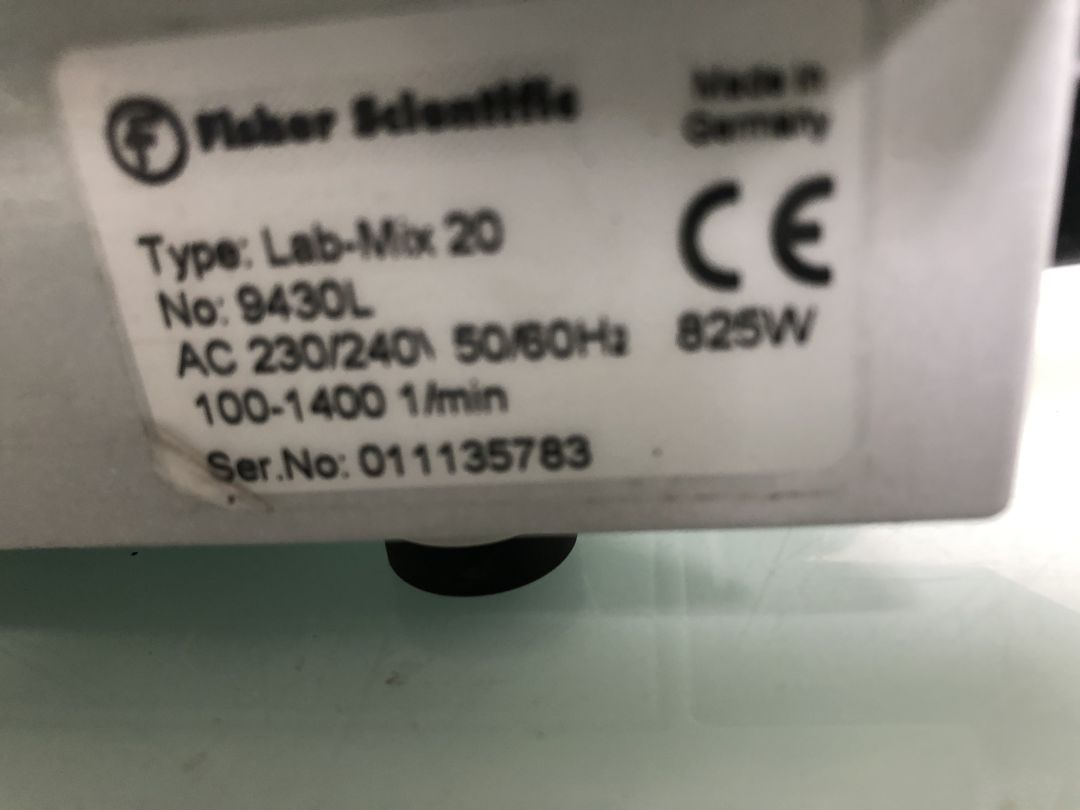 Fisher Scientific
Made in
Germany
CE
Type: Lab-Mix 20
No: 9430L
AC 230/240V 50/60Hz 825W
100-1400 1/min
Ser.No: 011135783